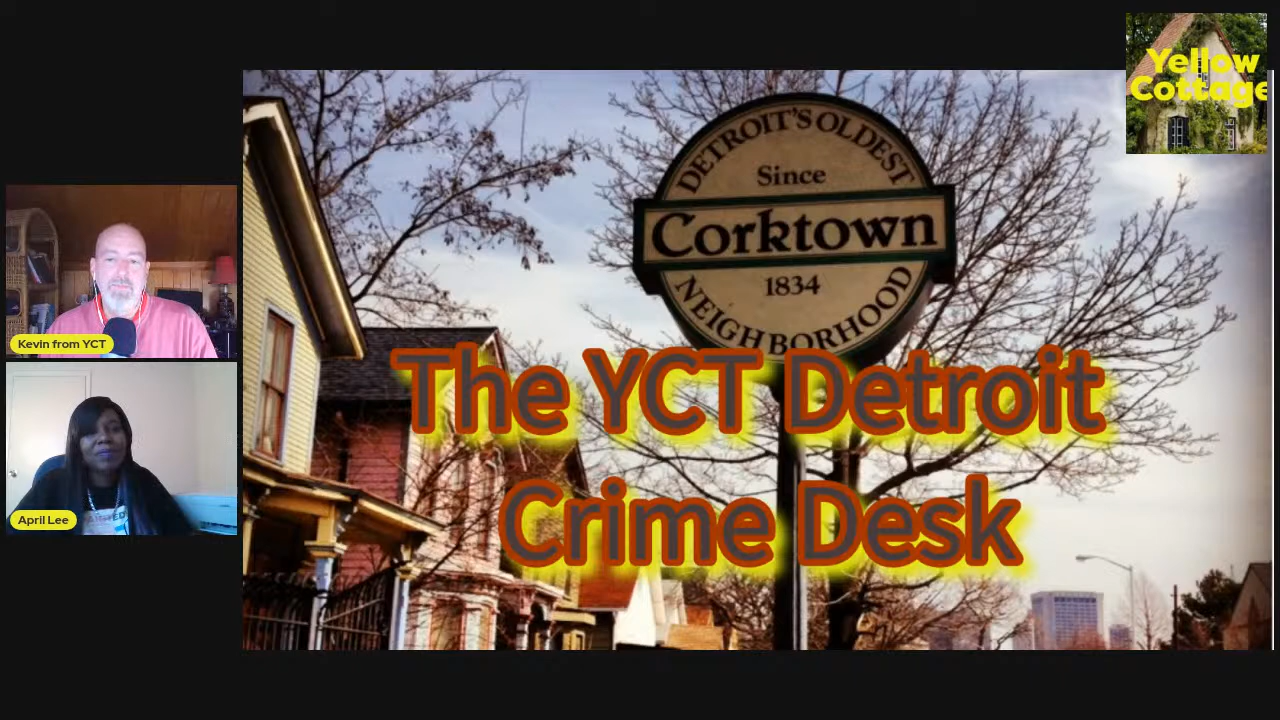 Yellow
Cottage
DETROIT'S OLDEST
Since
Corktown
1834
NEIGHBORHOOD
The YCT Detroit
Crime Desk
Kevin from YCT
April Lee